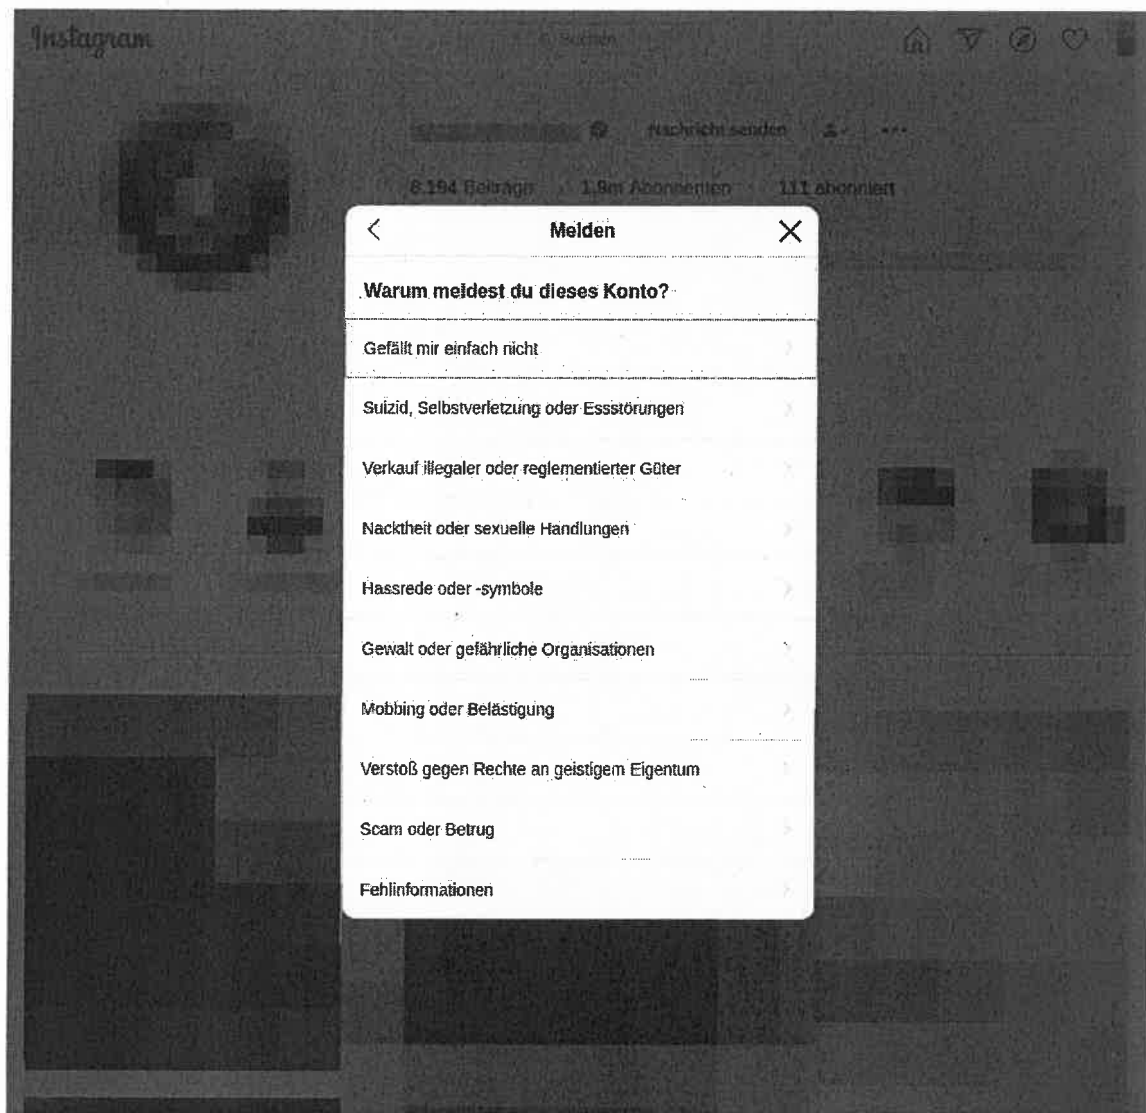 Instagram
Suchen
Nachricht senden
8.194 Beiträge 1,9m Abonnenten 111 abonniert
Melden
Warum meldest du dieses Konto?
Gefällt mir einfach nicht
Suizid, Selbstverletzung oder Essstörungen
Verkauf illegaler oder reglementierter Güter
Nacktheit oder sexuelle Handlungen
Hassrede oder -symbole
Gewalt oder gefährliche Organisationen
Mobbing oder Belästigung
Verstoß gegen Rechte an geistigem Eigentum
Scam oder Betrug
Fehlinformationen